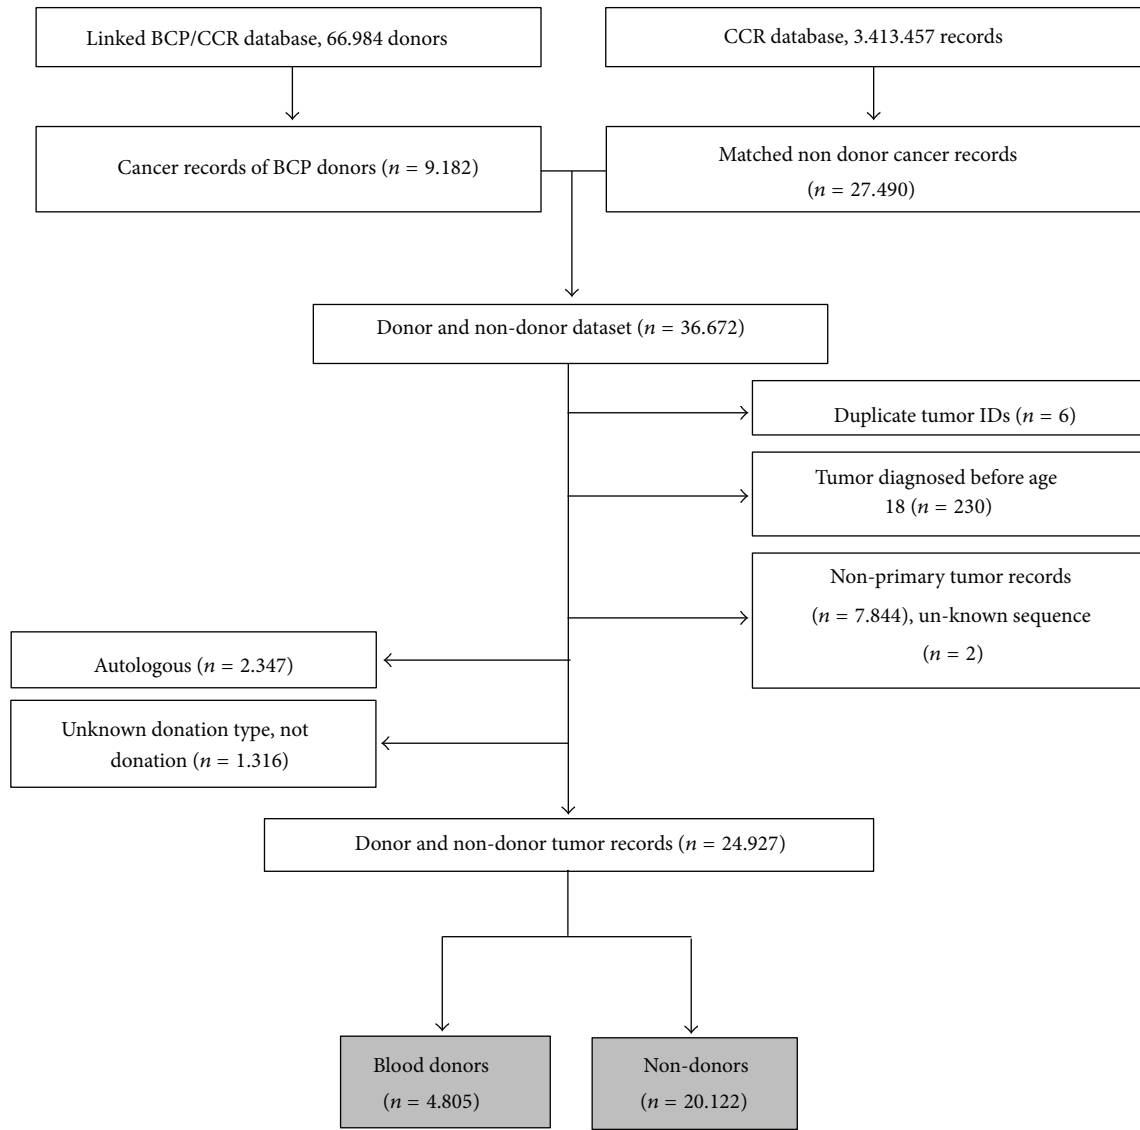 Linked BCP/CCR database, 66.984 donors
CCR database, 3.413.457 records
Cancer records of BCP donors (n = 9.182)
Matched non donor cancer records
(n = 27.490)
Donor and non-donor dataset (n = 36.672)
Duplicate tumor IDs (n = 6)
Tumor diagnosed before age
18 (n = 230)
Non-primary tumor records
(n = 7.844), un-known sequence
(n = 2)
Autologous (n = 2.347)
Unknown donation type, not
donation (n = 1.316)
Donor and non-donor tumor records (n = 24.927)
Blood donors
(n = 4.805)
Non-donors
(n = 20.122)